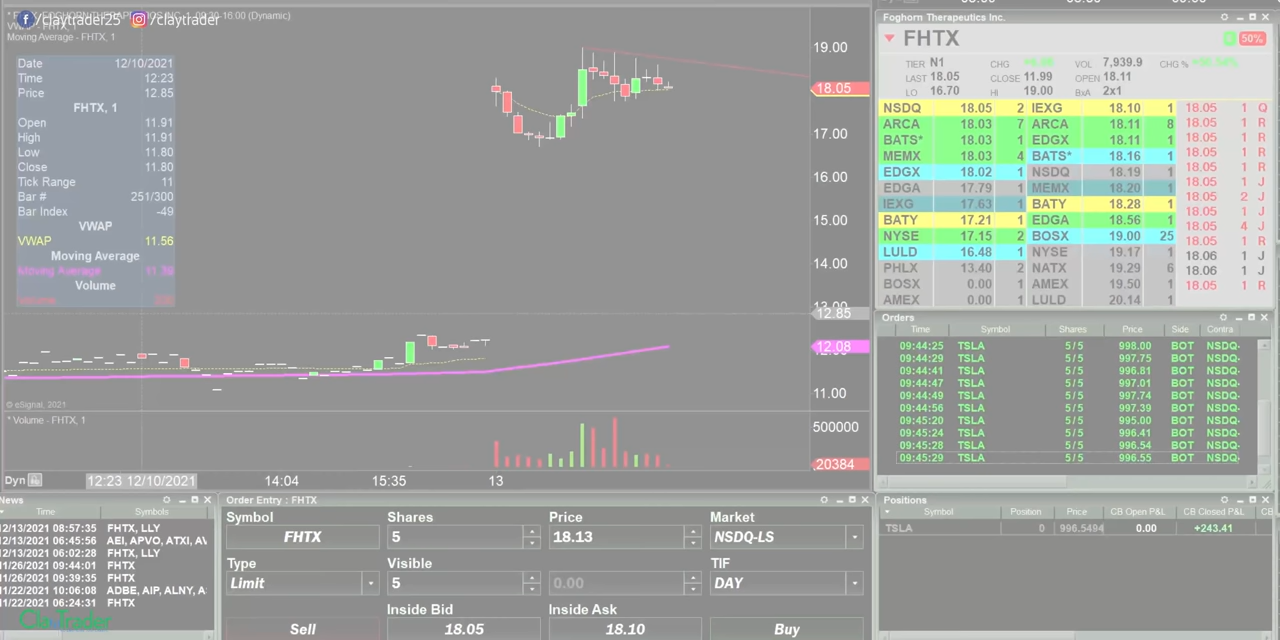 /claytrader25 /claytrader
Moving Average - FHTX, 1
Date 12/10/2021
Time 12:23
Price 12.85
FHTX, 1
Open 11.91
High 11.91
Low 11.80
Close 11.80
Tick Range 11
Bar # 251/300
Bar Index -49
VWAP
VWAP 11.56
Moving Average
Moving Average
Volume
19.00
18.05
17.00
16.00
15.00
14.00
13.00
12.85
12.08
11.00
© eSignal, 2021
* Volume - FHTX, 1
500000
20384
Dyn 12:23 12/10/2021 14:04 15:35 13
Foghorn Therapeutics Inc.
FHTX 50%
TIER N1 CHG VOL 7,939.9 CHG %
LAST 18.05 CLOSE 11.99 OPEN 18.11
LO 16.70 HI 19.00 BxA 2x1
NSDQ 18.05 2 IEXG 18.10 1 18.05 1 Q
ARCA 18.03 7 ARCA 18.11 8 18.05 1 R
BATS* 18.03 1 EDGX 18.11 1 18.05 1 R
MEMX 18.03 4 BATS* 18.16 1 18.05 1 R
EDGX 18.02 1 NSDQ 18.19 1 18.05 1 R
EDGA 17.79 1 MEMX 18.20 1 18.05 1 J
IEXG 17.63 1 BATY 18.28 1 18.05 2 J
BATY 17.21 1 EDGA 18.56 1 18.05 1 J
NYSE 17.15 2 BOSX 19.00 25 18.05 4 J
LULD 16.48 1 NYSE 19.17 1 18.05 1 R
PHLX 13.40 2 NATX 19.29 6 18.06 1 J
BOSX 0.00 1 AMEX 19.50 1 18.06 1 J
AMEX 0.00 1 LULD 20.14 1 18.05 1 R
Orders
Time Symbol Shares Price Side Contra
09:44:25 TSLA 5/5 998.00 BOT NSDQ-
09:44:29 TSLA 5/5 997.75 BOT NSDQ-
09:44:41 TSLA 5/5 996.81 BOT NSDQ-
09:44:47 TSLA 5/5 997.01 BOT NSDQ-
09:44:49 TSLA 5/5 997.74 BOT NSDQ-
09:44:56 TSLA 5/5 997.39 BOT NSDQ-
09:45:20 TSLA 5/5 995.00 BOT NSDQ-
09:45:24 TSLA 5/5 996.41 BOT NSDQ-
09:45:28 TSLA 5/5 996.54 BOT NSDQ-
09:45:29 TSLA 5/5 996.55 BOT NSDQ-
News
Time Symbols
12/13/2021 08:57:35 FHTX, LLY
12/13/2021 06:45:56 AEI, APVO, ATXI, AV
12/13/2021 06:02:28 FHTX, LLY
11/26/2021 09:44:01 FHTX
11/26/2021 09:39:35 FHTX
11/22/2021 10:06:08 ADBE, AIP, ALNY, A
11/22/2021 06:24:31 FHTX
ClayTrader
Order Entry : FHTX
Symbol Shares Price Market
FHTX 5 18.13 NSDQ-LS
Type Visible TIF
Limit 5 0.00 DAY
Inside Bid Inside Ask
Sell 18.05 18.10 Buy
Positions
Symbol Position Price CB Open P&L CB Closed P&L CB
TSLA 0 996.5494 0.00 +243.41